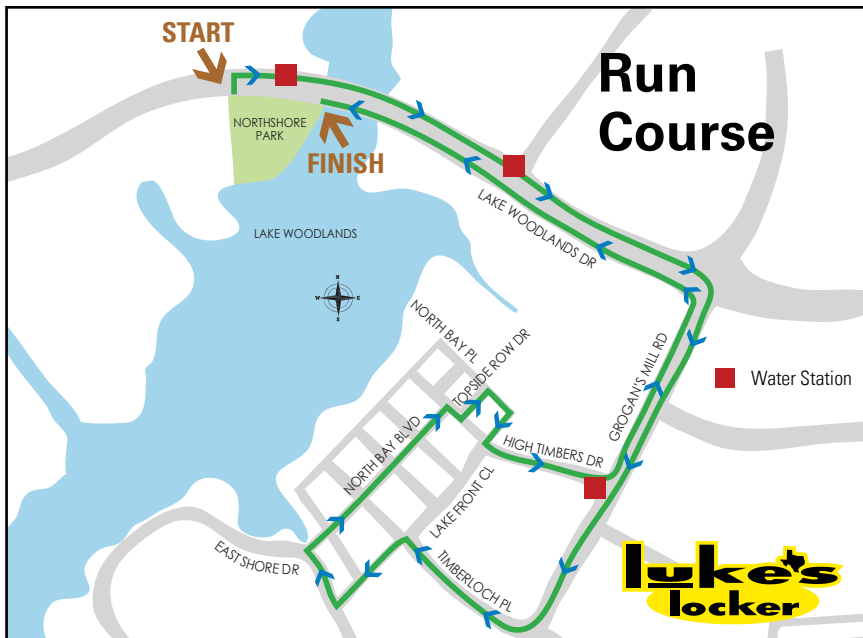 START
Run
Course
NORTHSHORE
PARK
FINISH
LAKE WOODLANDS DR
LAKE WOODLANDS
N
W E
S
NORTH BAY PL
TOPSIDE ROW DR
GROGAN'S MILL RD
Water Station
NORTH BAY BLVD
HIGH TIMBERS DR
LAKE FRONT CL
EAST SHORE DR
TIMBERLOCH PL
luke's
locker